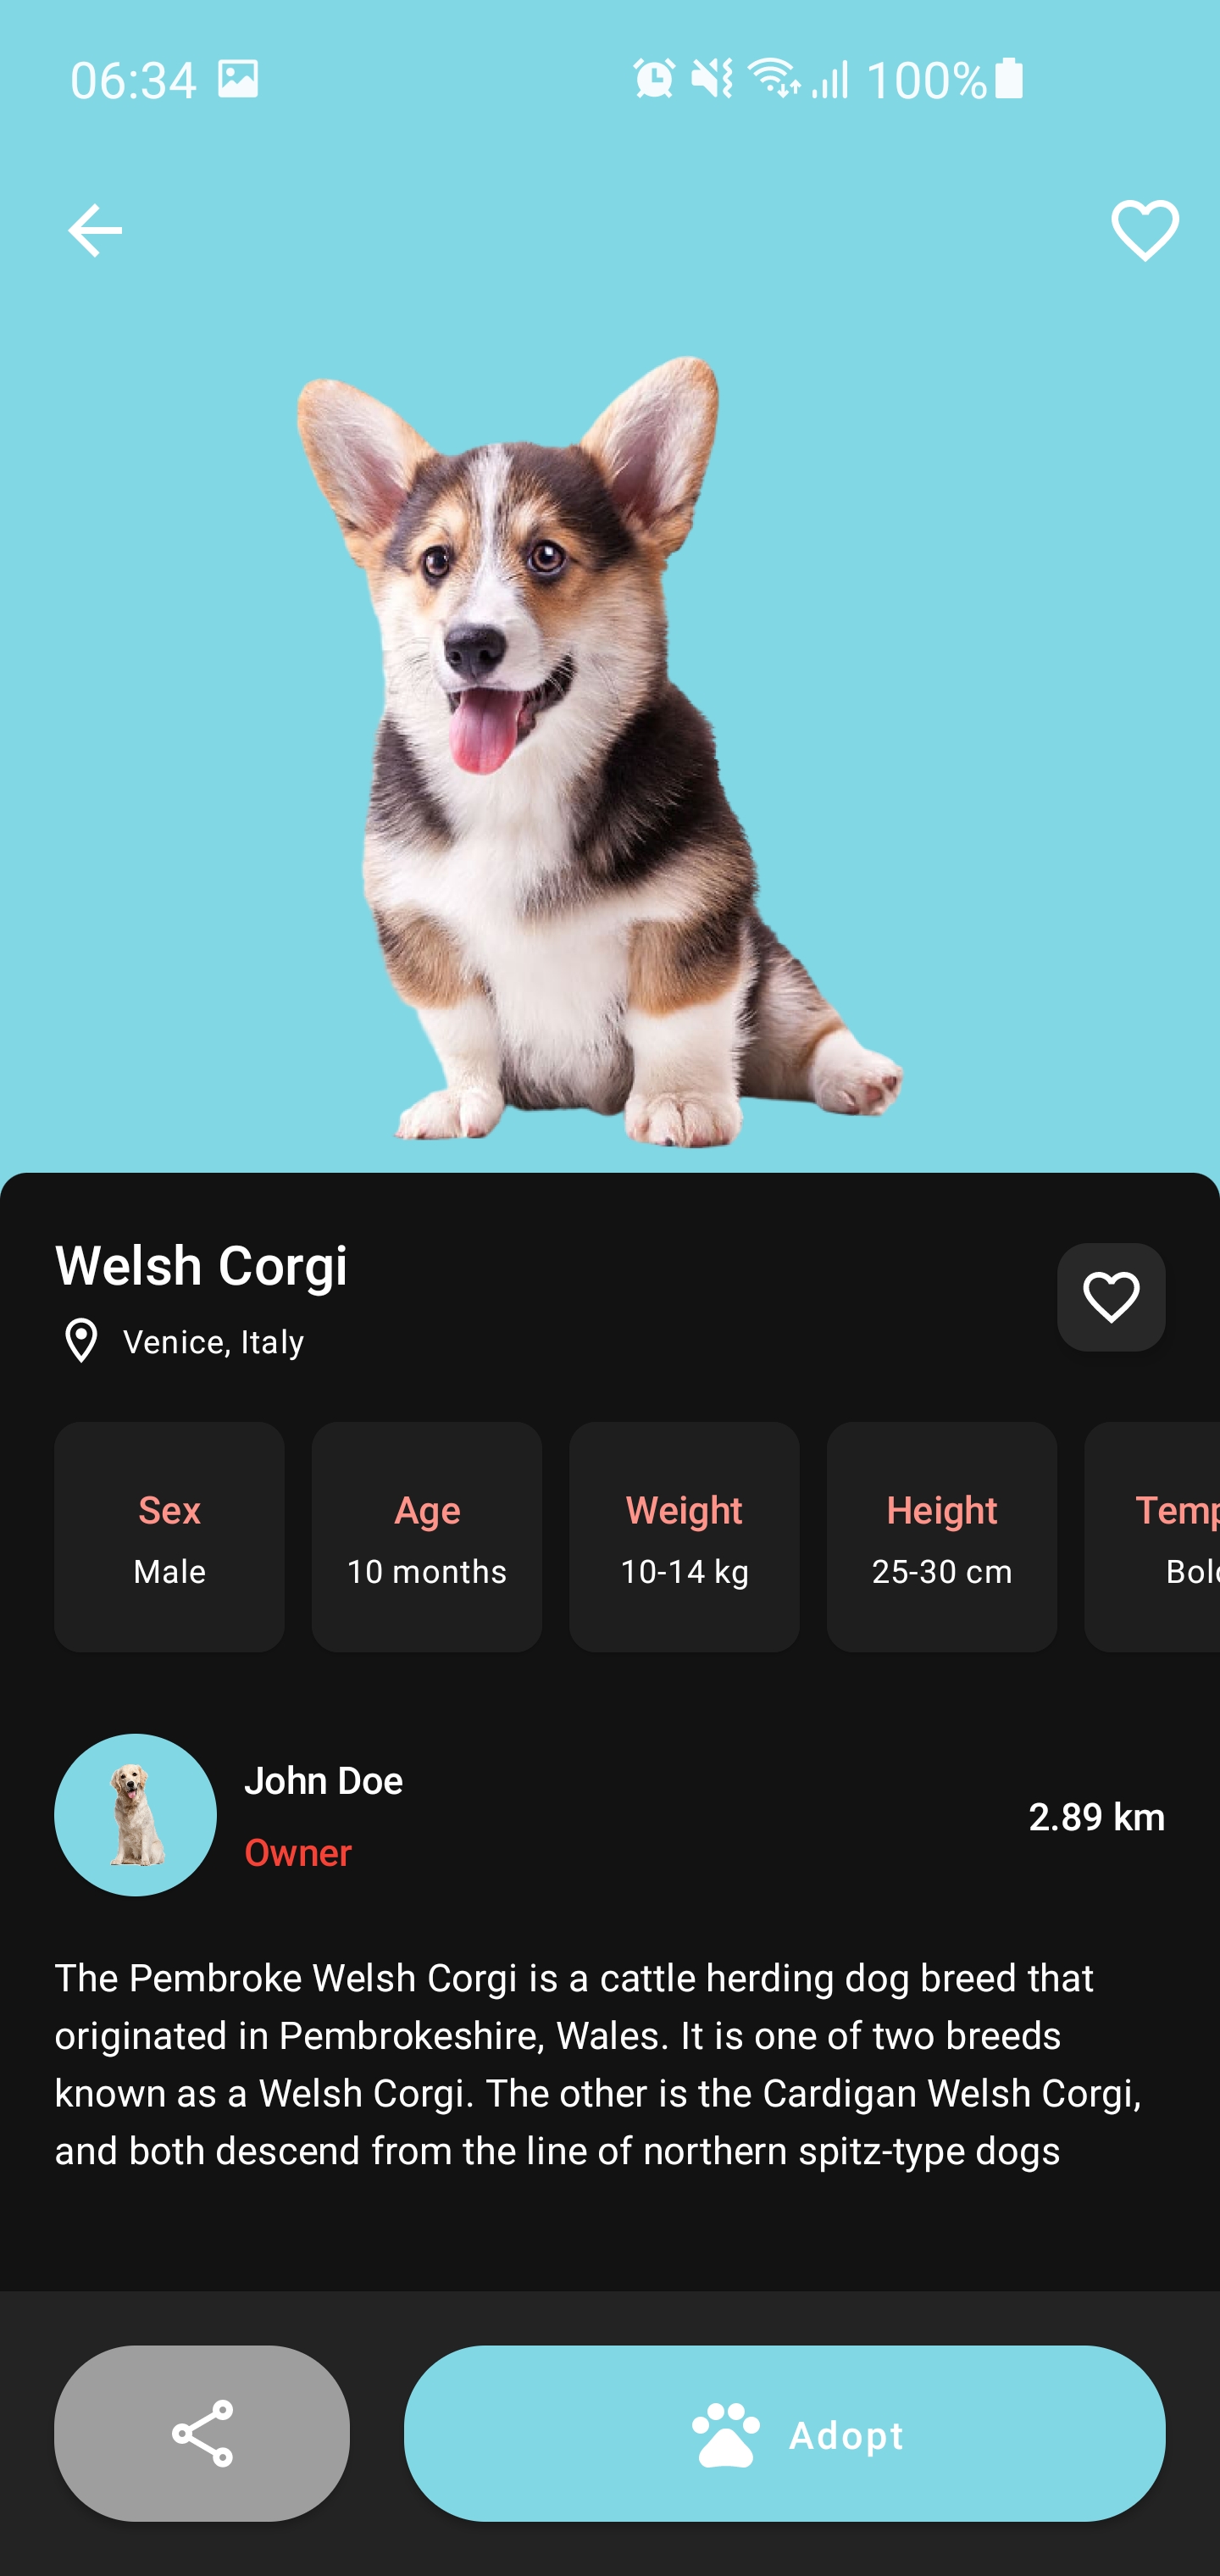 06:34 100%
Welsh Corgi
Venice, Italy
Sex Age Weight Height
Male 10 months 10-14 kg 25-30 cm
John Doe
Owner
2.89 km
The Pembroke Welsh Corgi is a cattle herding dog breed that
originated in Pembrokeshire, Wales. It is one of two breeds
known as a Welsh Corgi. The other is the Cardigan Welsh Corgi,
and both descend from the line of northern spitz-type dogs
Adopt